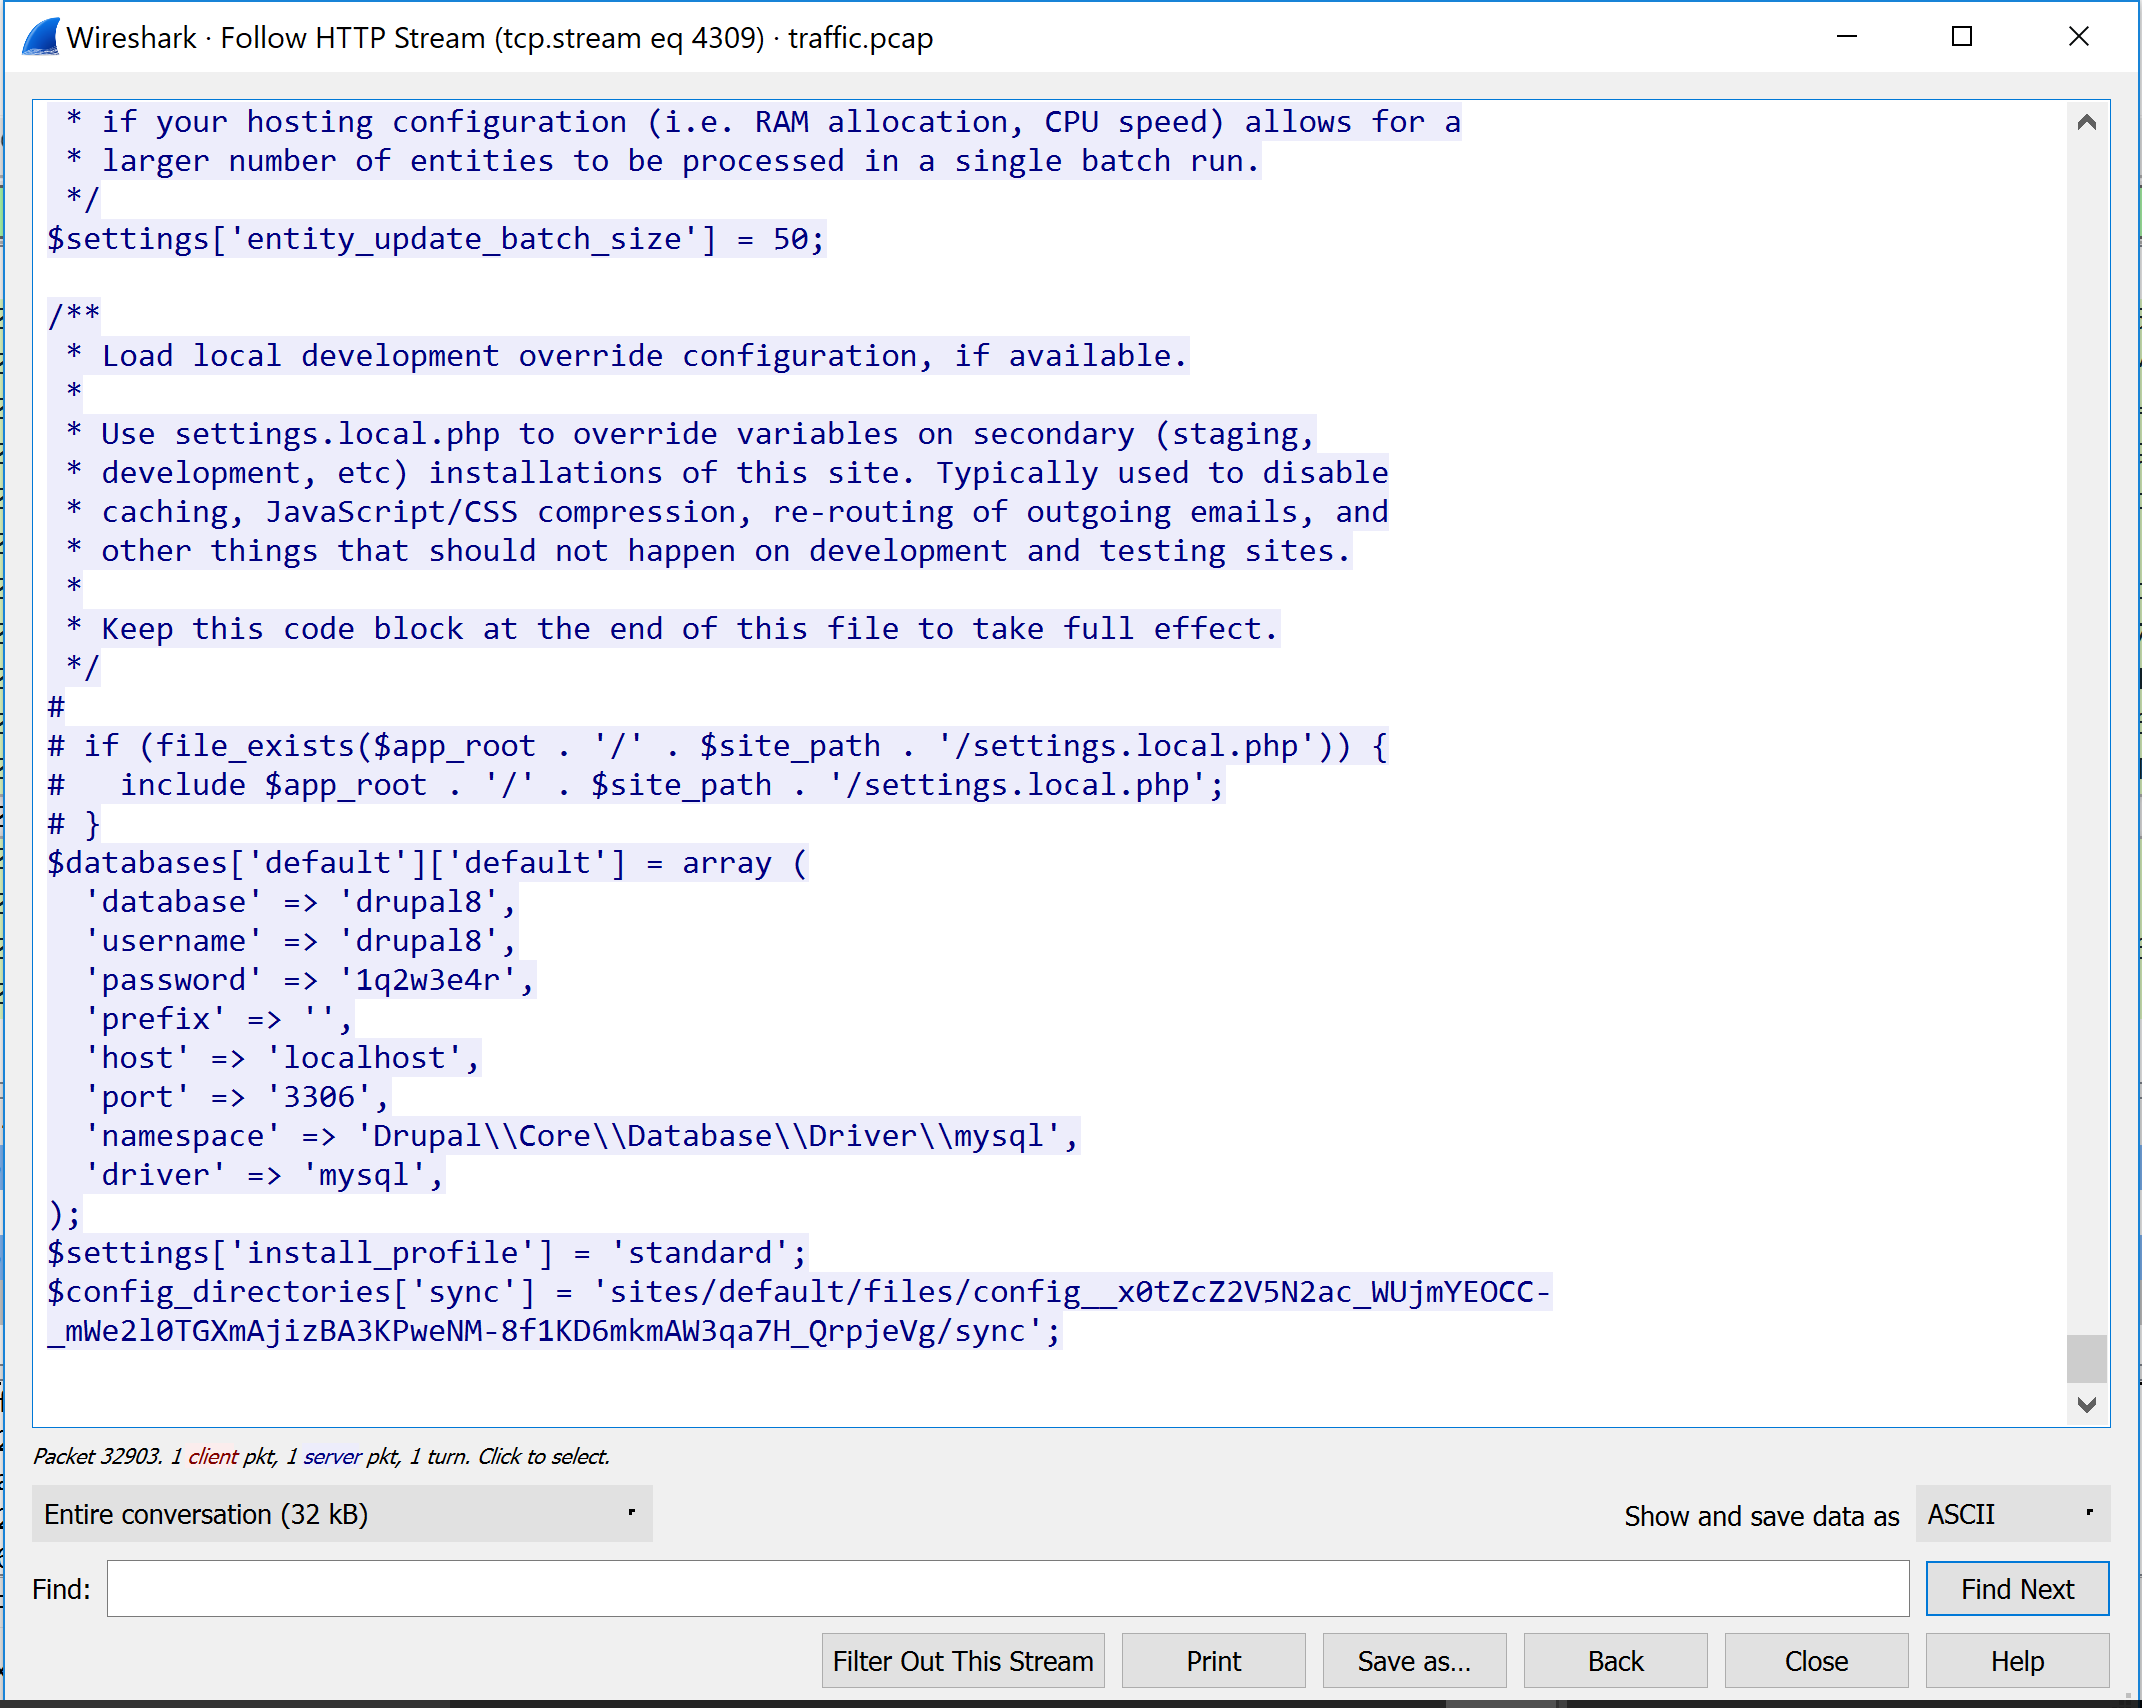 Wireshark · Follow HTTP Stream (tcp.stream eq 4309) · traffic.pcap
 * if your hosting configuration (i.e. RAM allocation, CPU speed) allows for a
 * larger number of entities to be processed in a single batch run.
 */
$settings['entity_update_batch_size'] = 50;

/**
 * Load local development override configuration, if available.
 *
 * Use settings.local.php to override variables on secondary (staging,
 * development, etc) installations of this site. Typically used to disable
 * caching, JavaScript/CSS compression, re-routing of outgoing emails, and
 * other things that should not happen on development and testing sites.
 *
 * Keep this code block at the end of this file to take full effect.
 */
#
# if (file_exists($app_root . '/' . $site_path . '/settings.local.php')) {
#   include $app_root . '/' . $site_path . '/settings.local.php';
# }
$databases['default']['default'] = array (
  'database' => 'drupal8',
  'username' => 'drupal8',
  'password' => '1q2w3e4r',
  'prefix' => '',
  'host' => 'localhost',
  'port' => '3306',
  'namespace' => 'Drupal\\Core\\Database\\Driver\\mysql',
  'driver' => 'mysql',
);
$settings['install_profile'] = 'standard';
$config_directories['sync'] = 'sites/default/files/config__x0tZcZ2V5N2ac_WUjmYEOCC-
_mWe2l0TGXmAjizBA3KPweNM-8f1KD6mkmAW3qa7H_QrpjeVg/sync';
Packet 32903. 1 client pkt, 1 server pkt, 1 turn. Click to select.
Entire conversation (32 kB)
Show and save data as ASCII
Find:
Find Next
Filter Out This Stream
Print
Save as...
Back
Close
Help